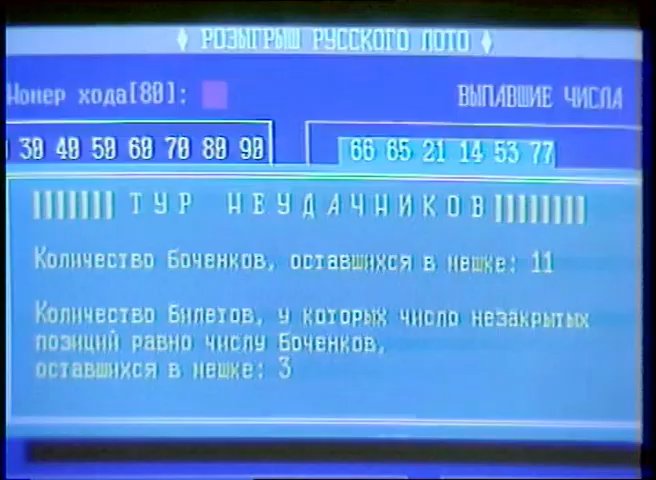 ♦ РОЗЫГРЫШ РУССКОГО ЛОТО ♦
Номер хода[80]:
ВЫПАВШИЕ ЧИСЛА
30 40 50 60 70 80 90
66 65 21 14 53 77
ТУР НЕУДАЧНИКОВ
Количество боченков, оставшихся в мешке: 11
Количество билетов, у которых число незакрытых
позиций равно числу боченков,
оставшихся в мешке: 3